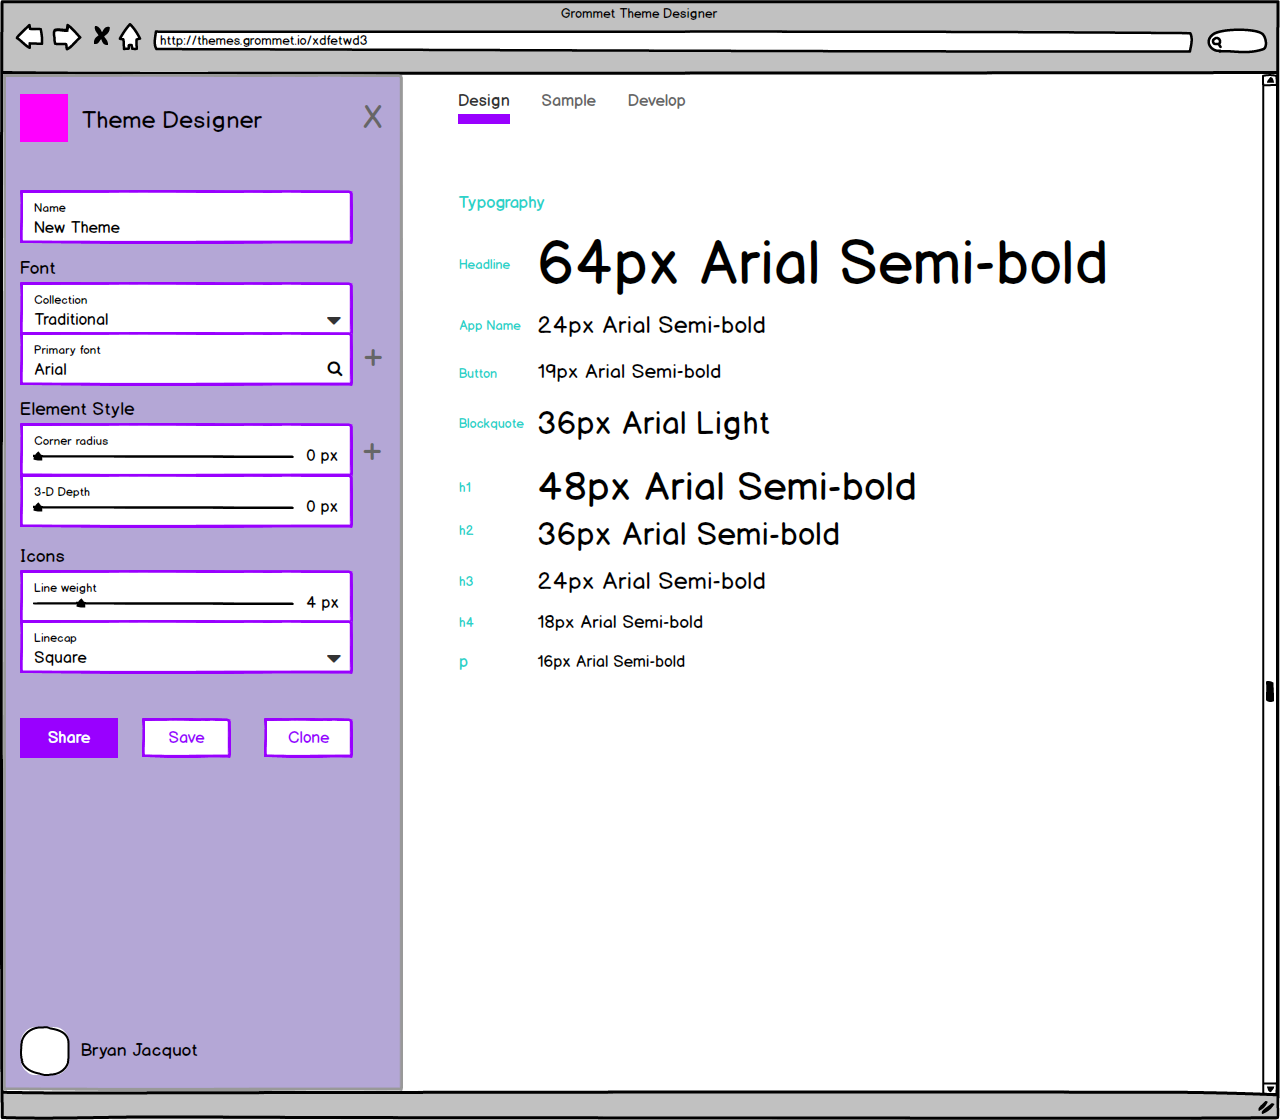 Grommet Theme Designer
http://themes.grommet.io/xdfetwd3
Theme Designer
X
Name
New Theme
Font
Collection
Traditional
Primary font
Arial
+
Element Style
Corner radius
0 px
+
3-D Depth
0 px
Icons
Line weight
4 px
Linecap
Square
Share Save Clone
Bryan Jacquot
Design Sample Develop
Typography
Headline 64px Arial Semi-bold
App Name 24px Arial Semi-bold
Button 19px Arial Semi-bold
Blockquote 36px Arial Light
h1 48px Arial Semi-bold
h2 36px Arial Semi-bold
h3 24px Arial Semi-bold
h4 18px Arial Semi-bold
p 16px Arial Semi-bold